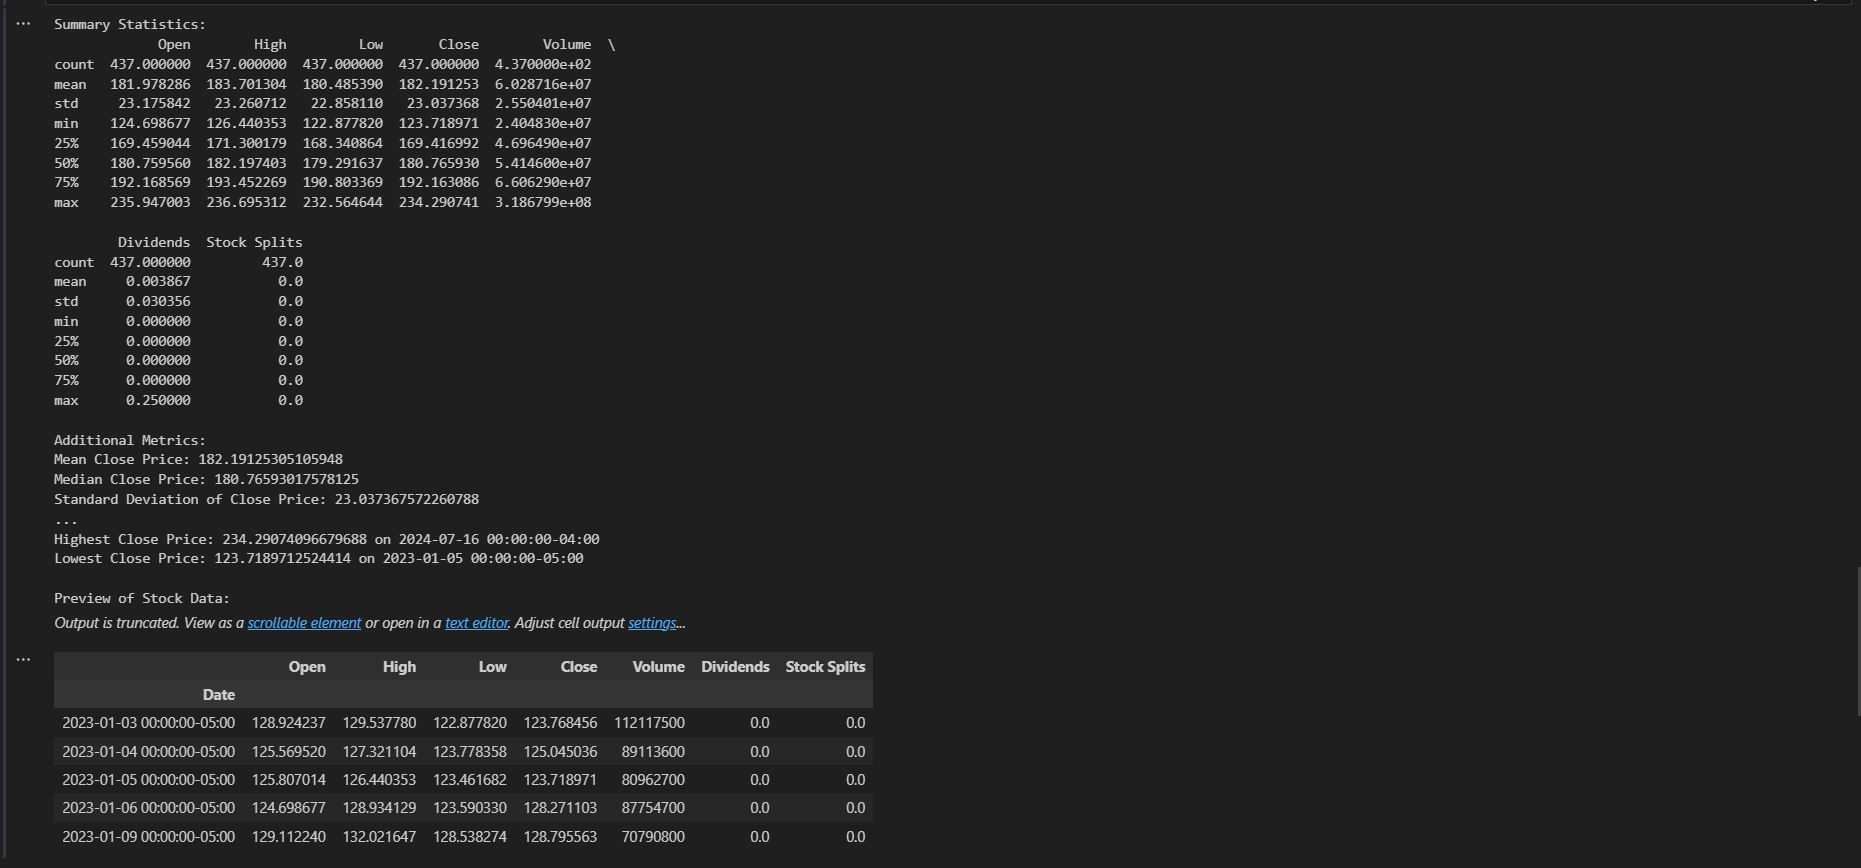 Summary Statistics:
Open High Low Close Volume \
count 437.000000 437.000000 437.000000 437.000000 4.370000e+02
mean 181.978286 183.701304 180.485390 182.191253 6.028716e+07
std 23.175842 23.260712 22.858110 23.037368 2.550401e+07
min 124.698677 126.440353 122.877820 123.718971 2.404830e+07
25% 169.459044 171.300179 168.340864 169.416992 4.696490e+07
50% 180.759560 182.197403 179.291637 180.765930 5.414600e+07
75% 192.168569 193.452269 190.803369 192.163086 6.606290e+07
max 235.947003 236.695312 232.564644 234.290741 3.186799e+08
Dividends Stock Splits
count 437.000000 437.0
mean 0.003867 0.0
std 0.030356 0.0
min 0.000000 0.0
25% 0.000000 0.0
50% 0.000000 0.0
75% 0.000000 0.0
max 0.250000 0.0
Additional Metrics:
Mean Close Price: 182.19125305105948
Median Close Price: 180.76593017578125
Standard Deviation of Close Price: 23.037367572260788
...
Highest Close Price: 234.29074096679688 on 2024-07-16 00:00:00-04:00
Lowest Close Price: 123.7189712524414 on 2023-01-05 00:00:00-05:00
Preview of Stock Data:
Output is truncated. View as a scrollable element or open in a text editor. Adjust cell output settings...
Open High Low Close Volume Dividends Stock Splits
Date
2023-01-03 00:00:00-05:00 128.924237 129.537780 122.877820 123.768456 112117500 0.0 0.0
2023-01-04 00:00:00-05:00 125.569520 127.321104 123.778358 125.045036 89113600 0.0 0.0
2023-01-05 00:00:00-05:00 125.807014 126.440353 123.461682 123.718971 80962700 0.0 0.0
2023-01-06 00:00:00-05:00 124.698677 128.934129 123.590330 128.271103 87754700 0.0 0.0
2023-01-09 00:00:00-05:00 129.112240 132.021647 128.538274 128.795563 70790800 0.0 0.0